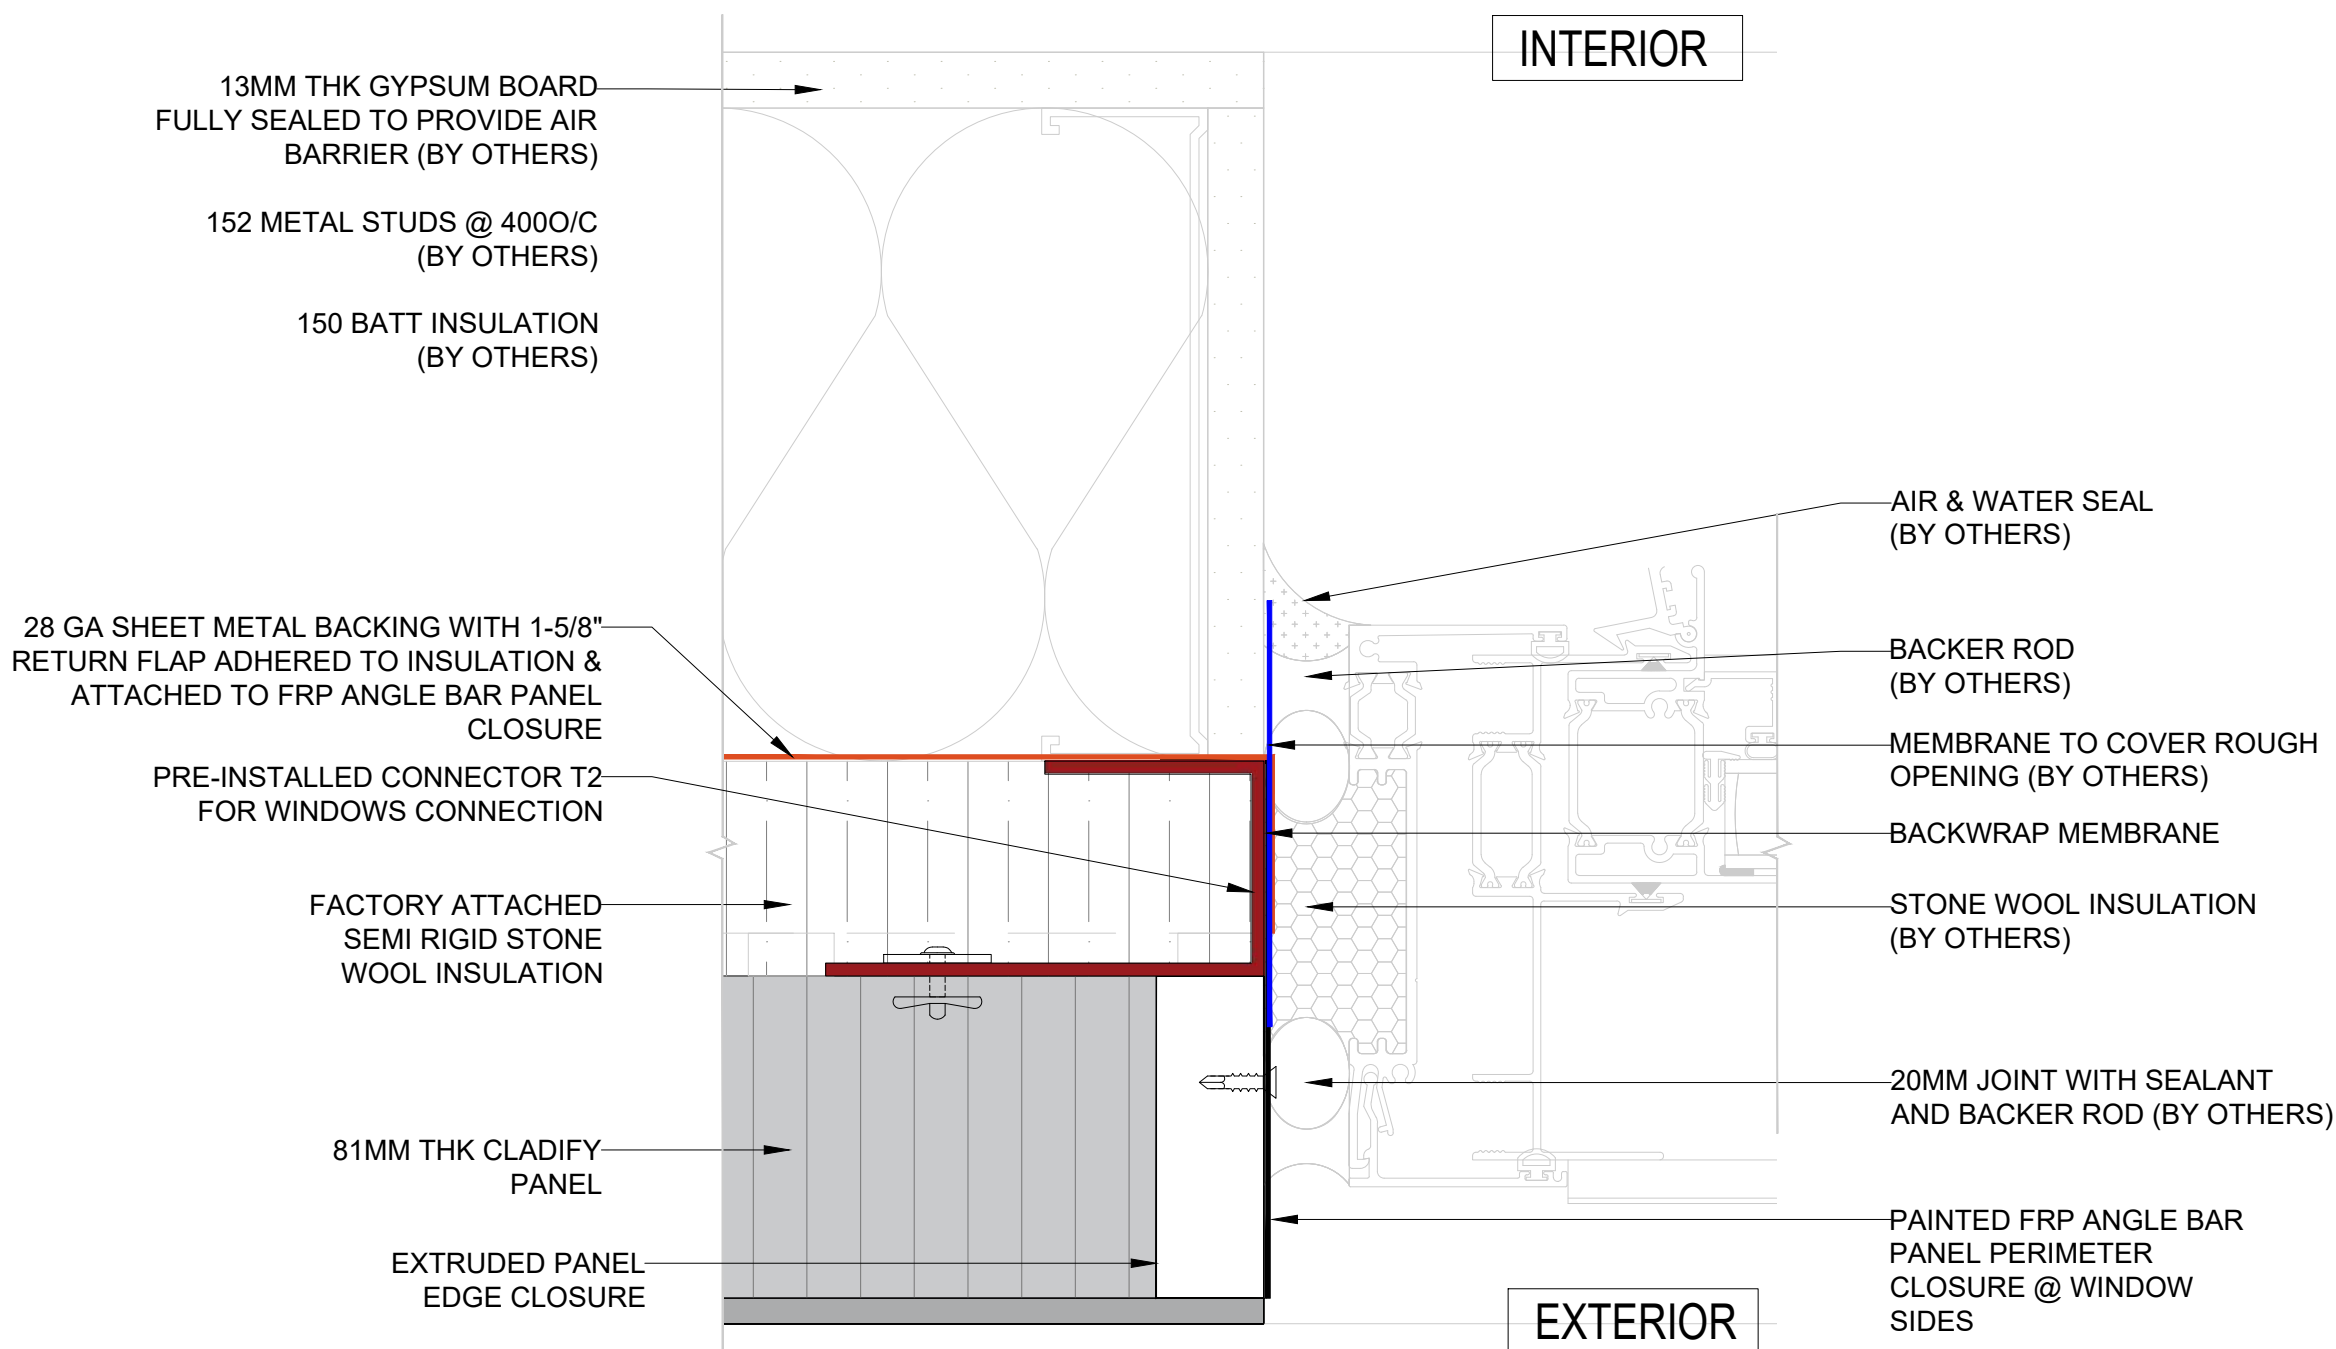 INTERIOR
13MM THK GYPSUM BOARD
FULLY SEALED TO PROVIDE AIR
BARRIER (BY OTHERS)
152 METAL STUDS @ 400O/C
(BY OTHERS)
150 BATT INSULATION
(BY OTHERS)
28 GA SHEET METAL BACKING WITH 1-5/8"
RETURN FLAP ADHERED TO INSULATION &
ATTACHED TO FRP ANGLE BAR PANEL
CLOSURE
PRE-INSTALLED CONNECTOR T2
FOR WINDOWS CONNECTION
FACTORY ATTACHED
SEMI RIGID STONE
WOOL INSULATION
81MM THK CLADIFY
PANEL
EXTRUDED PANEL
EDGE CLOSURE
AIR & WATER SEAL
(BY OTHERS)
BACKER ROD
(BY OTHERS)
MEMBRANE TO COVER ROUGH
OPENING (BY OTHERS)
BACKWRAP MEMBRANE
STONE WOOL INSULATION
(BY OTHERS)
20MM JOINT WITH SEALANT
AND BACKER ROD (BY OTHERS)
PAINTED FRP ANGLE BAR
PANEL PERIMETER
CLOSURE @ WINDOW
SIDES
EXTERIOR